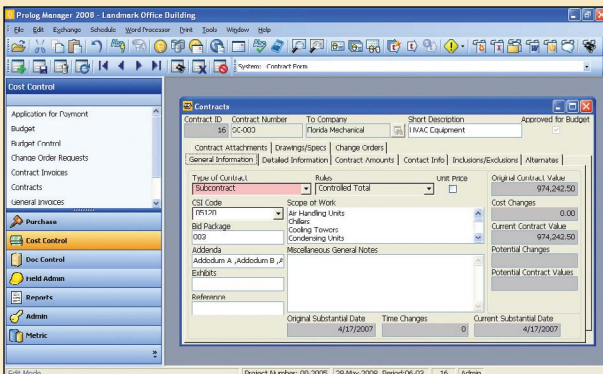 Prolog Manager 2008 - Landmark Office Building
File Edit Exchange Schedule Word Processor Print Tools Window Help
System: Contract Form
Cost Control
Application for Payment
Budget
Budget Control
Change Order Requests
Contract Invoices
Contracts
General Invoices
Purchase
Cost Control
Doc Control
Field Admin
Reports
Admin
Metric
Contracts
Contract ID Contract Number To Company Short Description Approved for Budget
16 SC-003 Florida Mechanical HVAC Equipment
Contract Attachments Drawings/Specs Change Orders
General Information Detailed Information Contract Amounts Contact Info Inclusions/Exclusions Alternates
Type of Contract Rules Unit Price Original Contract Value
Subcontract Controlled Total 974,242.50
CSI Code Scope of Work Cost Changes
05120 Air Handling Units 0.00
Bid Package Chillers Current Contract Value
003 Cooling Towers 974,242.50
Condensing Units
Addenda Miscellaneous General Notes Potential Changes
Addedum A ,Addedum B ,A
Exhibits Potential Contract Values
Reference
Original Substantial Date Time Changes Current Substantial Date
4/17/2007 0 4/17/2007
Edit Mode Project Number: 00-2005 29-May-2008 Period:06-03 16 Admin